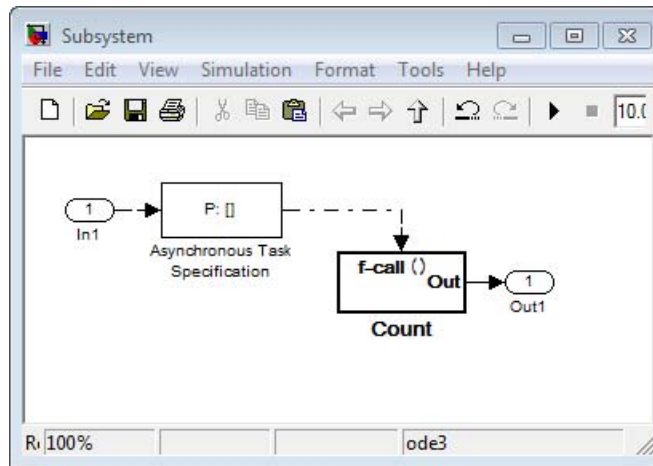 Subsystem
File Edit View Simulation Format Tools Help
10.0
1
In1
P: []
Asynchronous Task
Specification
f-call ()
Out
Count
1
Out1
100%
ode3